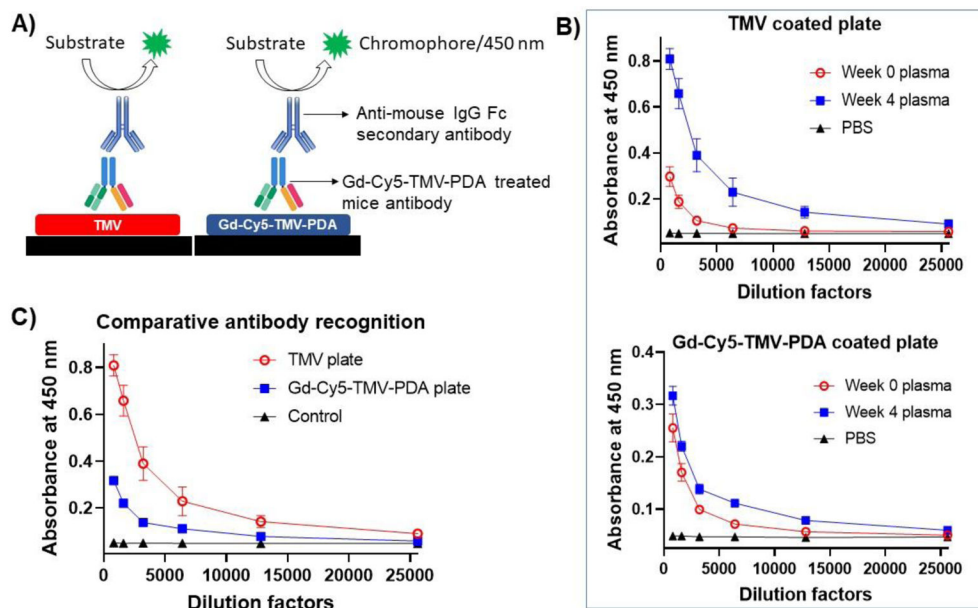 A)
Substrate
Substrate
Chromophore/450 nm
Anti-mouse IgG Fc
secondary antibody
Gd-Cy5-TMV-PDA treated
mice antibody
TMV
Gd-Cy5-TMV-PDA
B)
TMV coated plate
Absorbance at 450 nm
0.8
0.6
0.4
0.2
Week 0 plasma
Week 4 plasma
PBS
0 5000 10000 15000 20000 25000
Dilution factors
Gd-Cy5-TMV-PDA coated plate
Absorbance at 450 nm
0.4
0.3
0.2
0.1
Week 0 plasma
Week 4 plasma
PBS
0 5000 10000 15000 20000 25000
Dilution factors
C)
Comparative antibody recognition
Absorbance at 450 nm
0.8
0.6
0.4
0.2
TMV plate
Gd-Cy5-TMV-PDA plate
Control
0 5000 10000 15000 20000 25000
Dilution factors